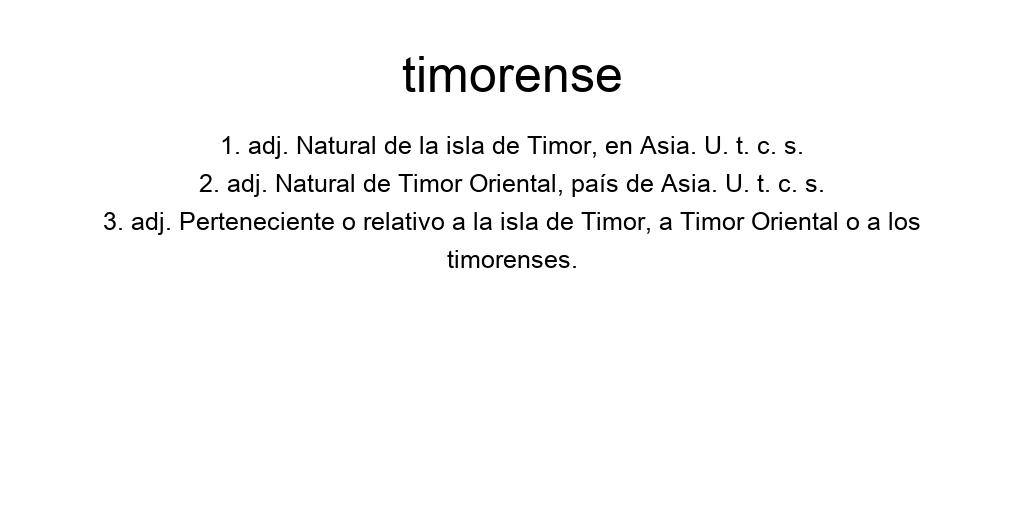 timorense
1. adj. Natural de la isla de Timor, en Asia. U. t. c. s.
2. adj. Natural de Timor Oriental, país de Asia. U. t. c. s.
3. adj. Perteneciente o relativo a la isla de Timor, a Timor Oriental o a los
timorenses.